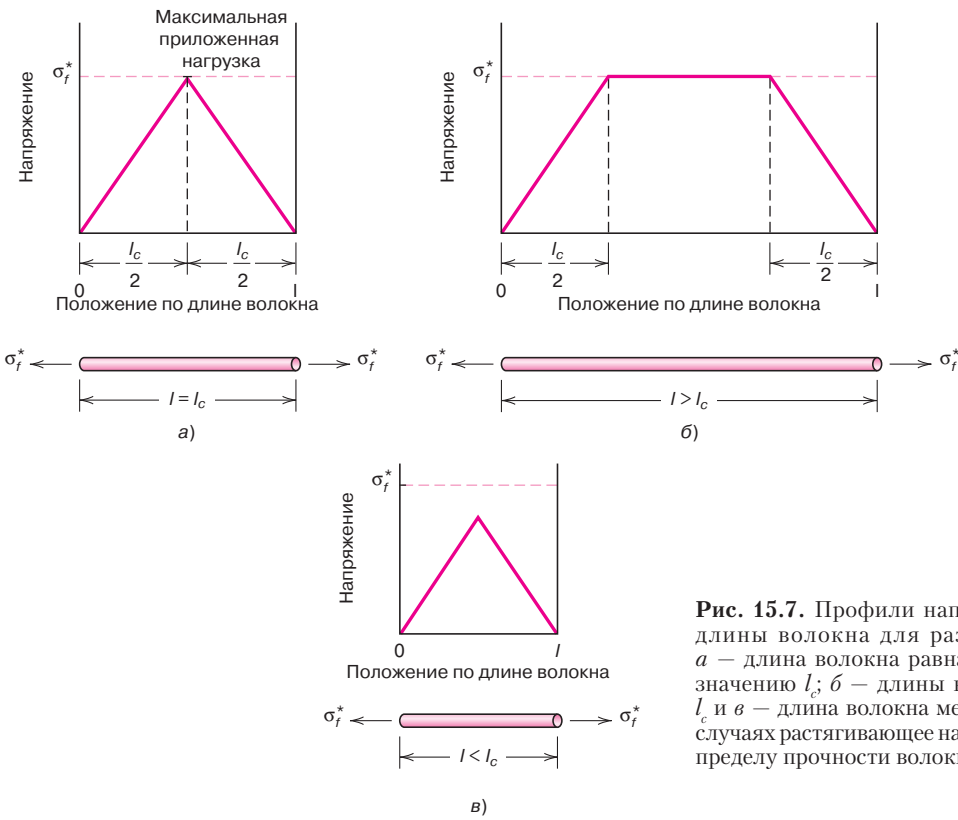 Максимальная
приложенная
нагрузка
σf*
Напряжение
lc/2 lc/2
0 l
Положение по длине волокна
σf* σf*
l = lc
а)
σf*
Напряжение
lc/2 lc/2
0 l
Положение по длине волокна
σf* σf*
l > lc
б)
σf*
Напряжение
0 l
Положение по длине волокна
σf* σf*
l < lc
в)
Рис. 15.7. Профили нап
длины волокна для раз
а — длина волокна равна
значению lc; б — длины
lc и в — длина волокна ме
случаях растягивающее на
пределу прочности волок